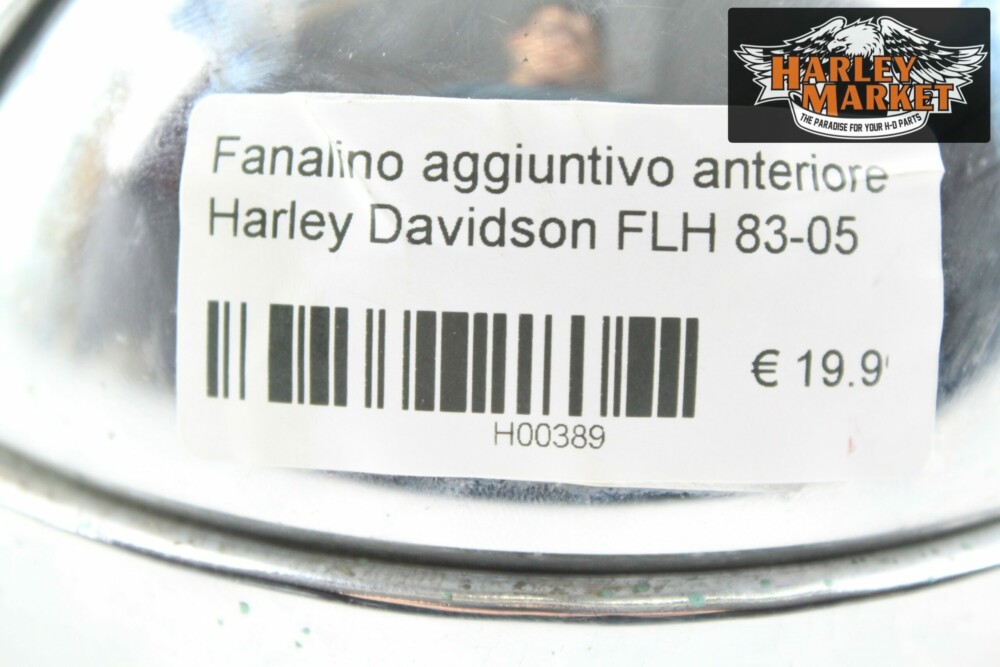 HARLEY
MARKET
THE PARADISE FOR YOUR H-D PARTS
Fanalino aggiuntivo anteriore
Harley Davidson FLH 83-05
€ 19.9
H00389